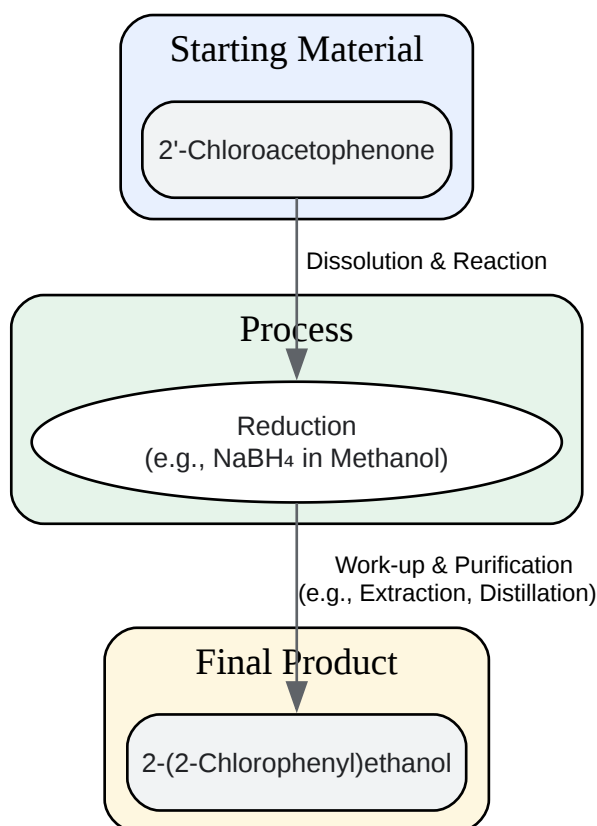 Starting Material
2'-Chloroacetophenone
Dissolution & Reaction
Process
Reduction
(e.g., NaBH₄ in Methanol)
Work-up & Purification
(e.g., Extraction, Distillation)
Final Product
2-(2-Chlorophenyl)ethanol